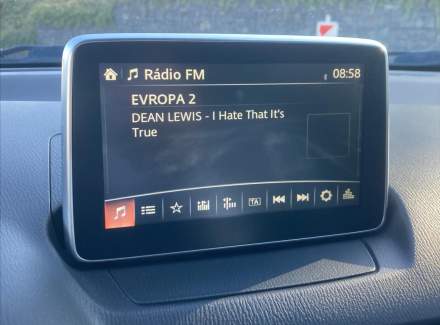 Rádio FM
08:58
EVROPA 2
DEAN LEWIS - I Hate That It's
True
TA